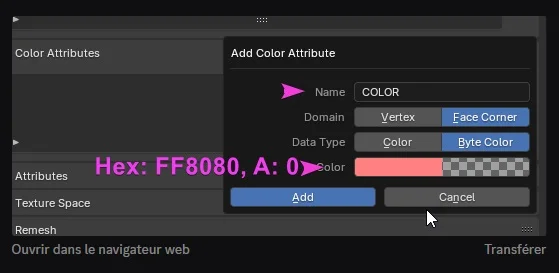 Color Attributes
Add Color Attribute
Name COLOR
Domain Vertex Face Corner
Data Type Color Byte Color
Hex: FF8080, A: 0 Color
Attributes
Add Cancel
Texture Space
Remesh
Ouvrir dans le navigateur web Transférer